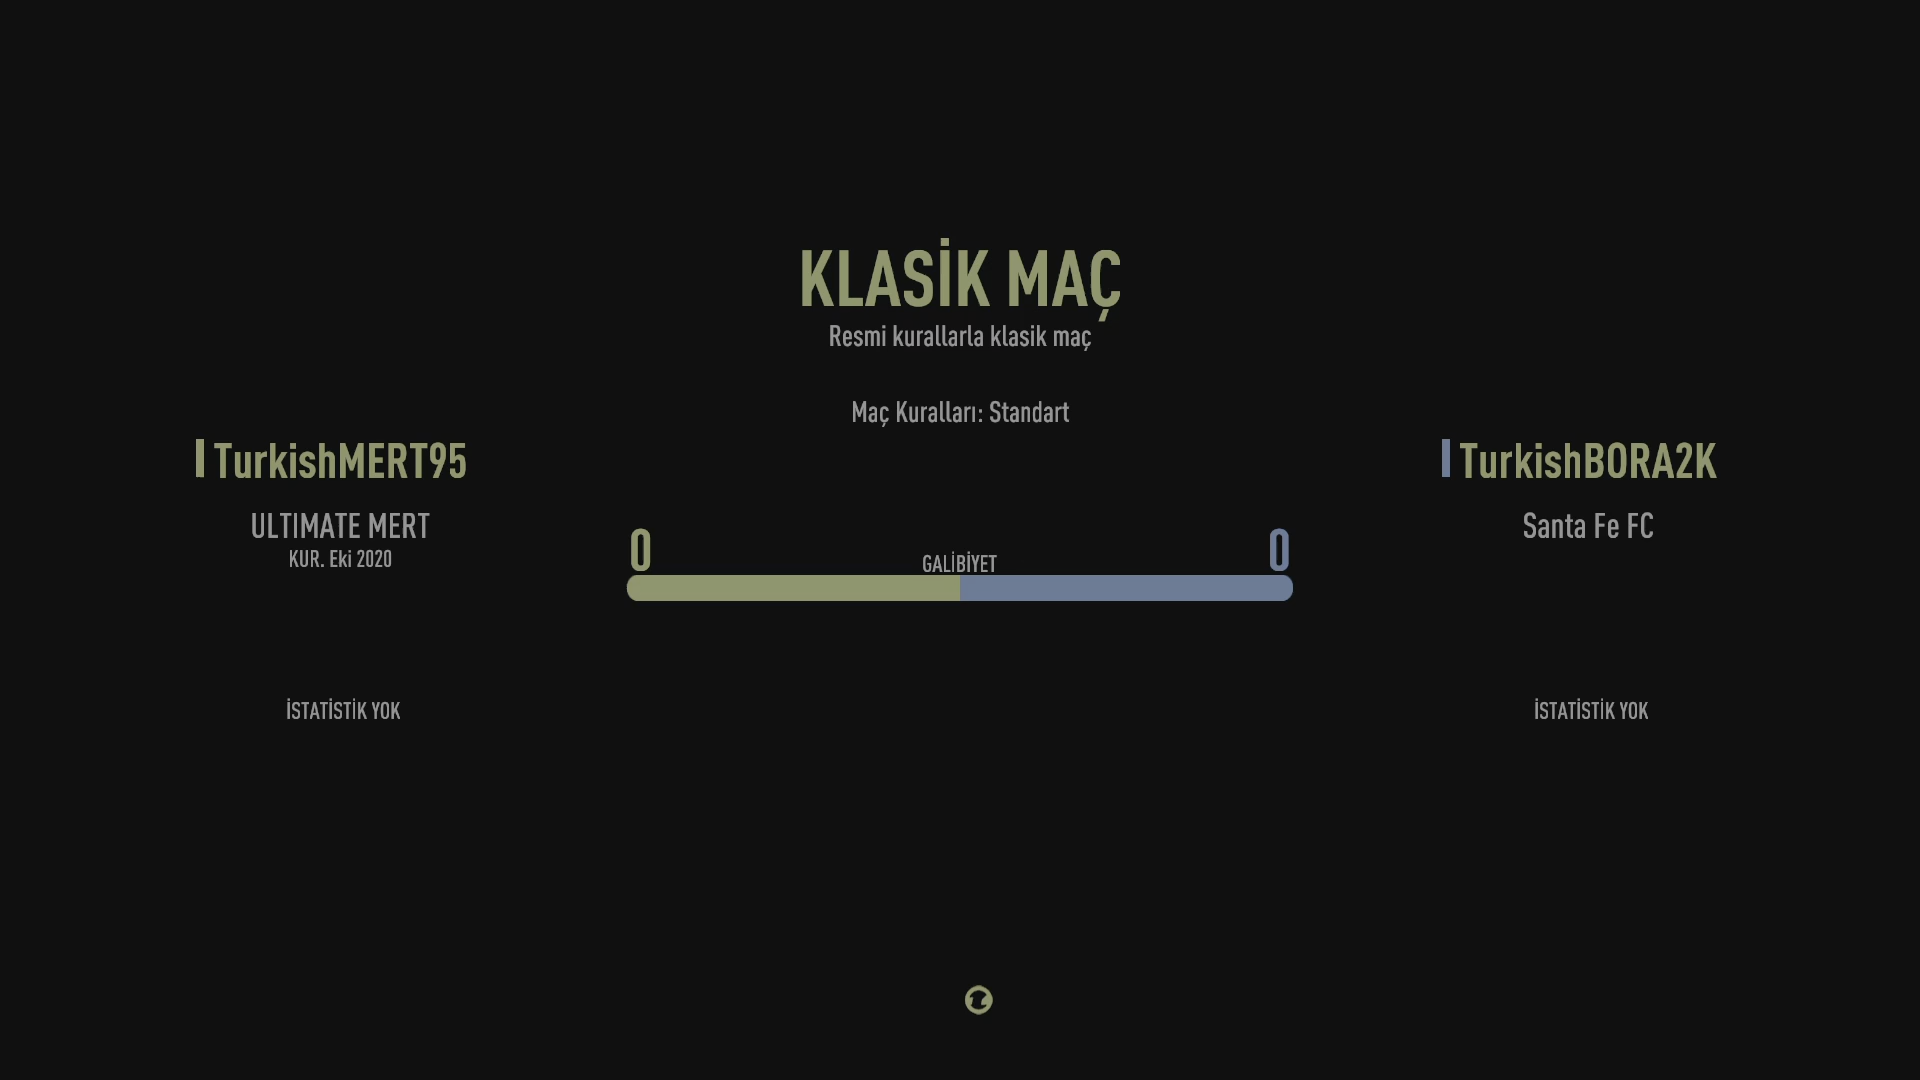 KLASİK MAÇ
Resmi kurallarla klasik maç
Maç Kuralları: Standart
TurkishMERT95
ULTIMATE MERT
KUR. Eki 2020
İSTATİSTİK YOK
0
GALİBİYET
0
TurkishBORA2K
Santa Fe FC
İSTATİSTİK YOK